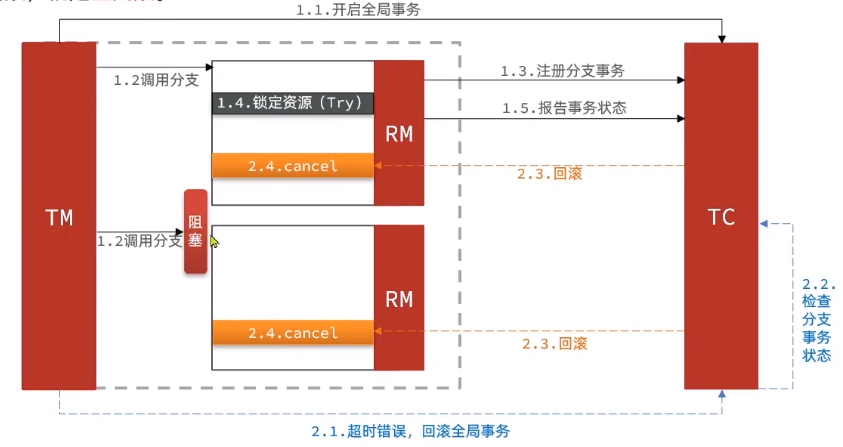 1.1.开启全局事务
1.2调用分支
1.3.注册分支事务
1.4.锁定资源（Try）
1.5.报告事务状态
RM
2.4.cancel
2.3.回滚
TM
阻塞
TC
1.2调用分支
RM
2.4.cancel
2.3.回滚
2.2.
检查
分支
事务
状态
2.1.超时错误，回滚全局事务